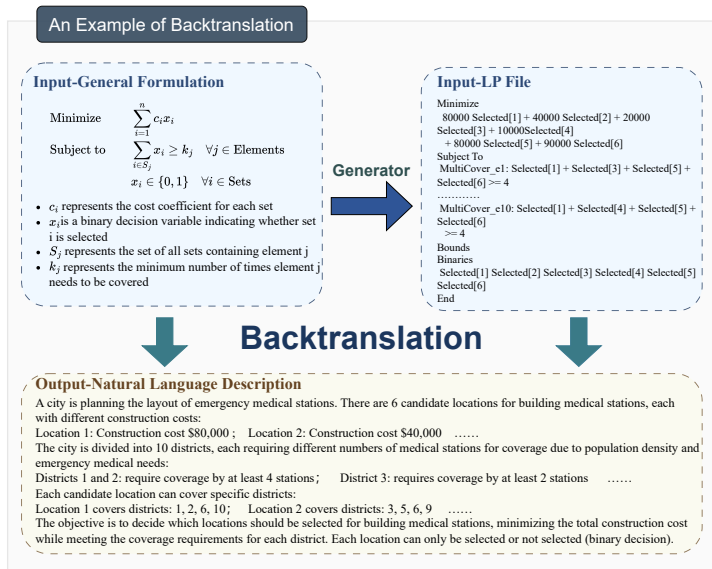 An Example of Backtranslation
Input-General Formulation
Minimize \sum_{i=1}^{n} c_i x_i
Subject to \sum_{i \in S_j} x_i ≥ k_j ∀j ∈ Elements
x_i ∈ {0, 1} ∀i ∈ Sets
• c_i represents the cost coefficient for each set
• x_i is a binary decision variable indicating whether set
i is selected
• S_j represents the set of all sets containing element j
• k_j represents the minimum number of times element j
needs to be covered
Generator
Input-LP File
Minimize
80000 Selected[1] + 40000 Selected[2] + 20000
Selected[3] + 10000Selected[4]
+ 80000 Selected[5] + 90000 Selected[6]
Subject To
MultiCover_e1: Selected[1] + Selected[3] + Selected[5] +
Selected[6] >= 4
…………
MultiCover_e10: Selected[1] + Selected[4] + Selected[5] +
Selected[6]
>= 4
Bounds
Binaries
Selected[1] Selected[2] Selected[3] Selected[4] Selected[5]
Selected[6]
End
Backtranslation
Output-Natural Language Description
A city is planning the layout of emergency medical stations. There are 6 candidate locations for building medical stations, each
with different construction costs:
Location 1: Construction cost $80,000 ; Location 2: Construction cost $40,000 ……
The city is divided into 10 districts, each requiring different numbers of medical stations for coverage due to population density and
emergency medical needs:
Districts 1 and 2: require coverage by at least 4 stations； District 3: requires coverage by at least 2 stations ……
Each candidate location can cover specific districts:
Location 1 covers districts: 1, 2, 6, 10； Location 2 covers districts: 3, 5, 6, 9 ……
The objective is to decide which locations should be selected for building medical stations, minimizing the total construction cost
while meeting the coverage requirements for each district. Each location can only be selected or not selected (binary decision).